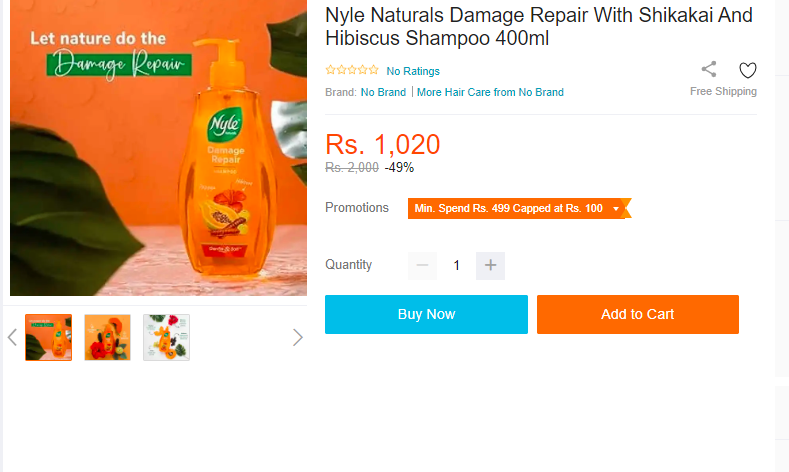 Let nature do the
Damage Repair
Nyle
Damage
Repair
SHAMPOO
Gentle & Soft
Nyle Naturals Damage Repair With Shikakai And
Hibiscus Shampoo 400ml
No Ratings
Brand: No Brand | More Hair Care from No Brand
Free Shipping
Rs. 1,020
Rs. 2,000 -49%
Promotions
Min. Spend Rs. 499 Capped at Rs. 100
Quantity
1
Buy Now
Add to Cart